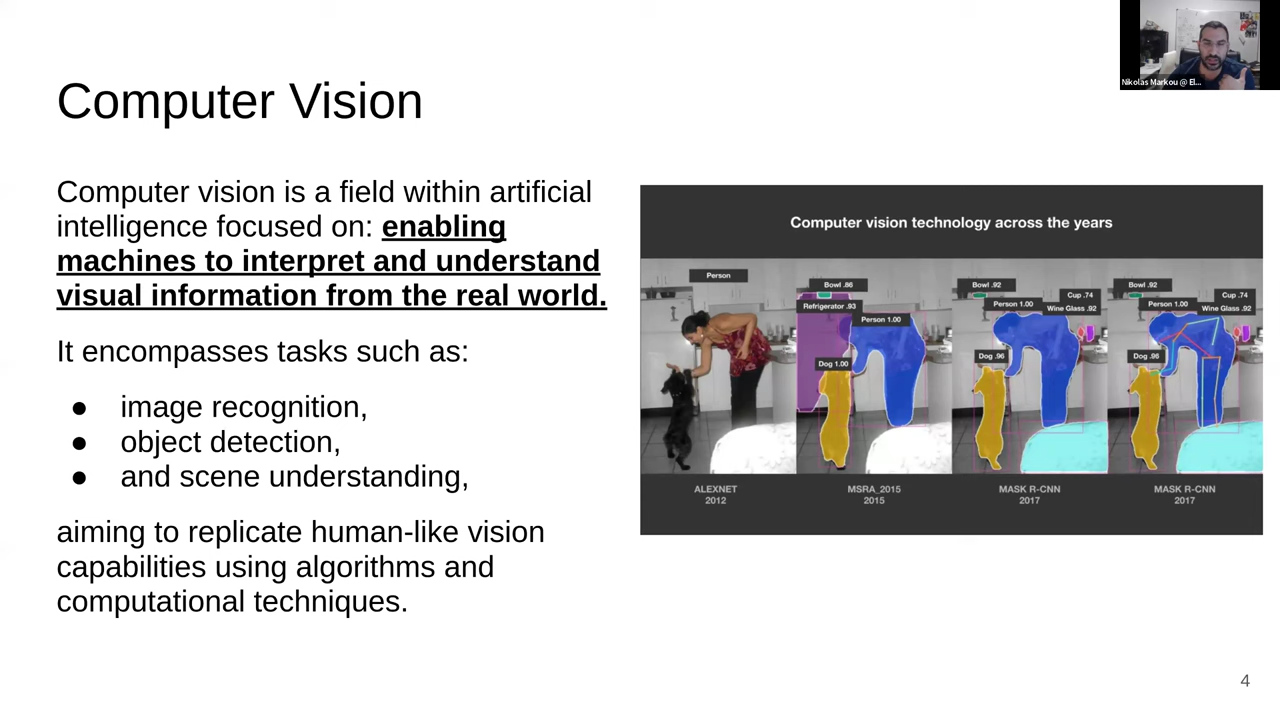 Nikolas Markou @ El...
Computer Vision
Computer vision is a field within artificial
intelligence focused on: enabling
machines to interpret and understand
visual information from the real world.
It encompasses tasks such as:
● image recognition,
● object detection,
● and scene understanding,
aiming to replicate human-like vision
capabilities using algorithms and
computational techniques.
Computer vision technology across the years
Person
ALEXNET
2012
Bowl .86
Refrigerator .93
Person 1.00
Dog 1.00
MSRA_2015
2015
Bowl .92
Cup .74
Person 1.00
Wine Glass .92
Dog .96
MASK R-CNN
2017
Bowl .92
Cup .74
Person 1.00
Wine Glass .92
Dog .96
MASK R-CNN
2017
4